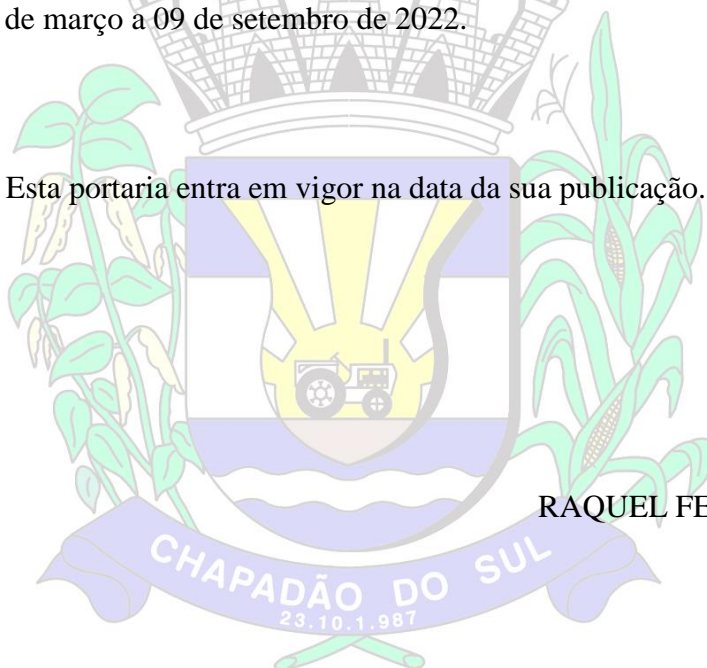 de março a 09 de setembro de 2022.
Esta portaria entra em vigor na data da sua publicação.
RAQUEL FE
CHAPADÃO DO SUL
23.10.1.987